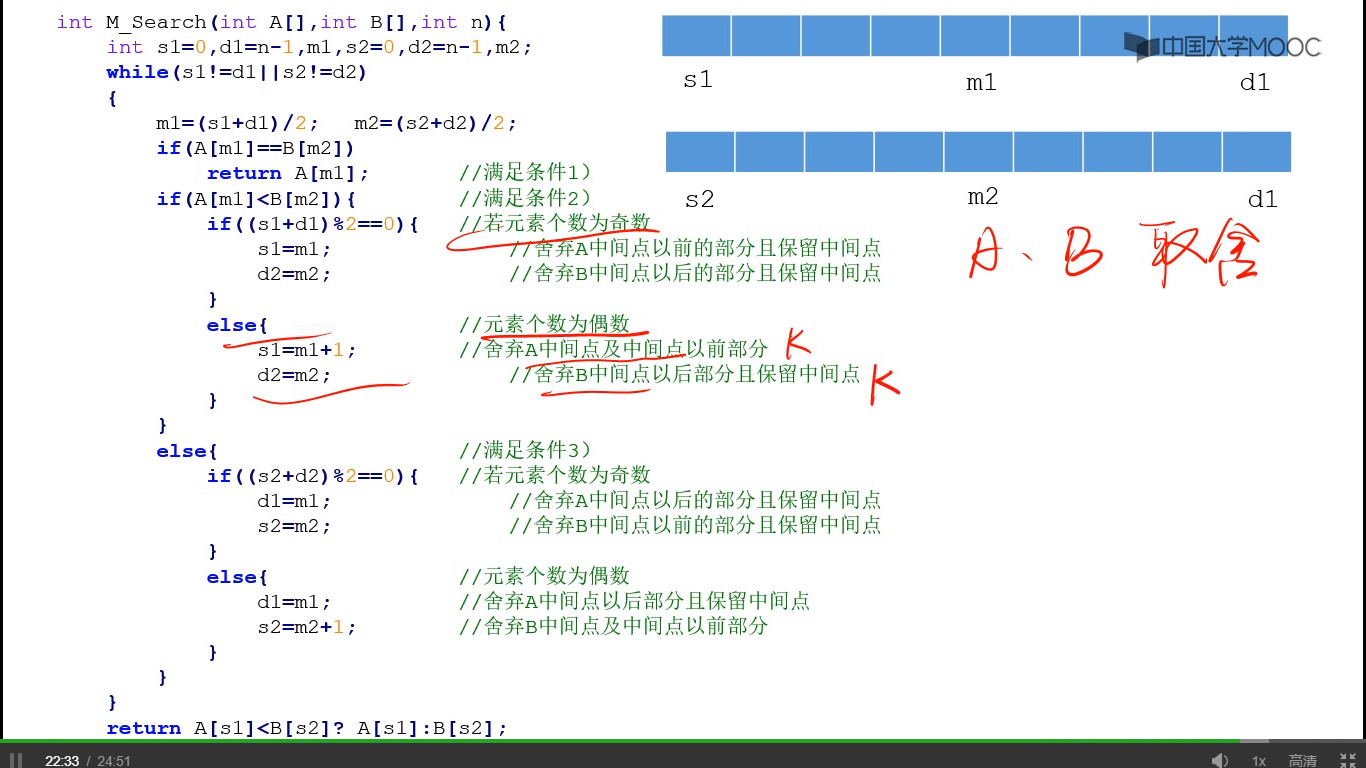 int M_Search(int A[],int B[],int n){
int s1=0,d1=n-1,m1,s2=0,d2=n-1,m2;
while(s1!=d1||s2!=d2)
{
m1=(s1+d1)/2; m2=(s2+d2)/2;
if(A[m1]==B[m2])
return A[m1]; //满足条件1）
if(A[m1]<B[m2]){ //满足条件2）
if((s1+d1)%2==0){ //若元素个数为奇数
s1=m1; //舍弃A中间点以前的部分且保留中间点
d2=m2; //舍弃B中间点以后的部分且保留中间点
}
else{ //元素个数为偶数
s1=m1+1; //舍弃A中间点及中间点以前部分 K
d2=m2; //舍弃B中间点以后部分且保留中间点 K
}
}
else{ //满足条件3）
if((s2+d2)%2==0){ //若元素个数为奇数
d1=m1; //舍弃A中间点以后的部分且保留中间点
s2=m2; //舍弃B中间点以前的部分且保留中间点
}
else{ //元素个数为偶数
d1=m1; //舍弃A中间点以后部分且保留中间点
s2=m2+1; //舍弃B中间点及中间点以前部分
}
}
}
return A[s1]<B[s2]? A[s1]:B[s2];
中国大学MOOC
s1 m1 d1
s2 m2 d1
A、B 取舍
22:33 / 24:51
1x 高清